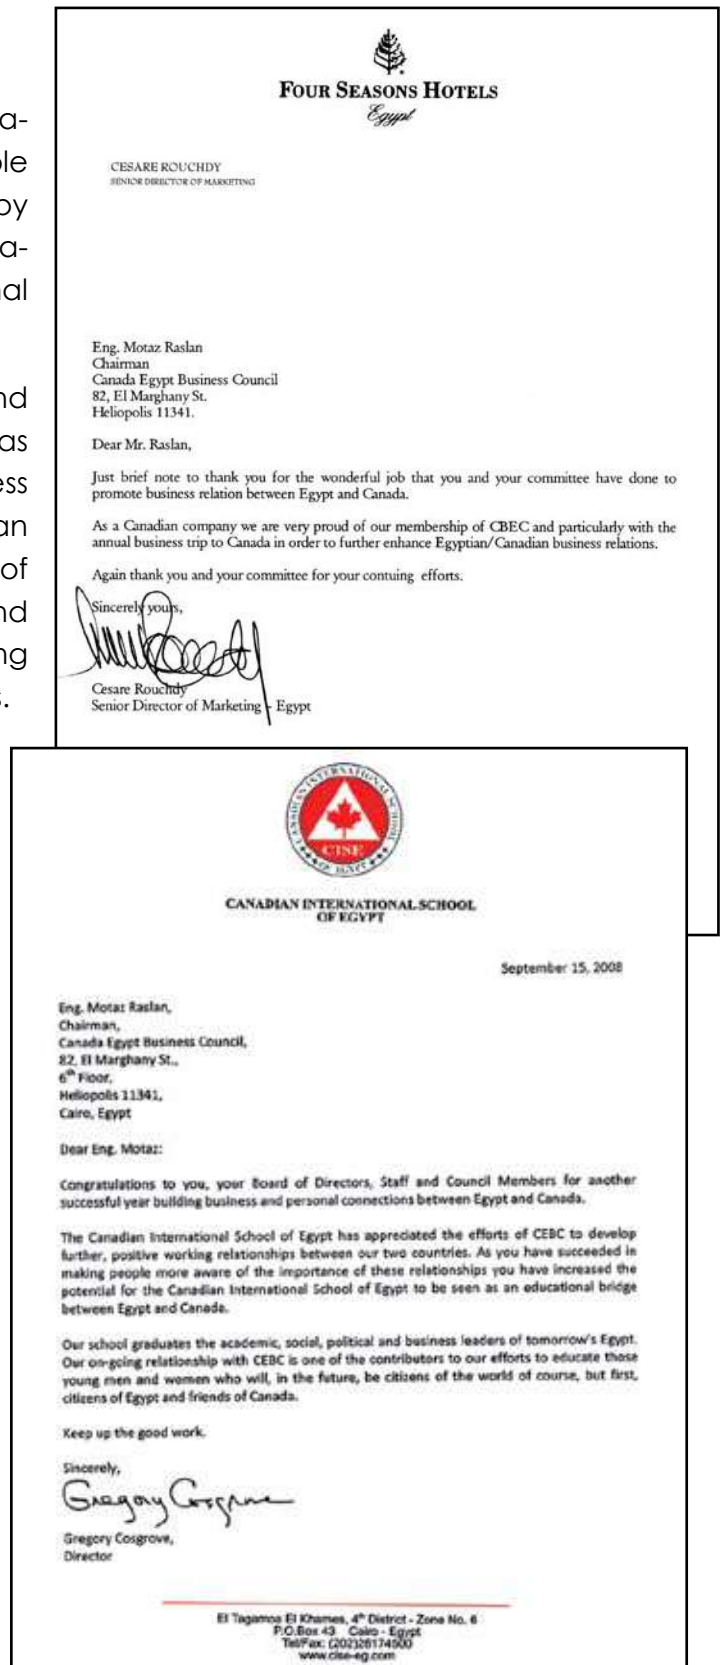 a-
ple
by
a-
nal
nd
as
ess
an
of
nd
ng
s.
FOUR SEASONS HOTELS
Egypt
CESARE ROUCHDY
SENIOR DIRECTOR OF MARKETING
Eng. Motaz Raslan
Chairman
Canada Egypt Business Council
82, El Marghany St.
Heliopolis 11341.
Dear Mr. Raslan,
Just brief note to thank you for the wonderful job that you and your committee have done to
promote business relation between Egypt and Canada.
As a Canadian company we are very proud of our membership of CBEC and particularly with the
annual business trip to Canada in order to further enhance Egyptian/Canadian business relations.
Again thank you and your committee for your contuing efforts.
Sincerely yours,
Cesare Rouchdy
Senior Director of Marketing - Egypt
CANADIAN INTERNATIONAL SCHOOL
OF EGYPT
CISE
CANADIAN INTERNATIONAL SCHOOL
OF EGYPT
September 15, 2008
Eng. Motaz Raslan,
Chairman,
Canada Egypt Business Council,
82, El Marghany St.,
6th Floor,
Heliopolis 11341,
Cairo, Egypt
Dear Eng. Motaz:
Congratulations to you, your Board of Directors, Staff and Council Members for another
successful year building business and personal connections between Egypt and Canada.
The Canadian International School of Egypt has appreciated the efforts of CEBC to develop
further, positive working relationships between our two countries. As you have succeeded in
making people more aware of the importance of these relationships you have increased the
potential for the Canadian International School of Egypt to be seen as an educational bridge
between Egypt and Canada.
Our school graduates the academic, social, political and business leaders of tomorrow's Egypt.
Our on-going relationship with CEBC is one of the contributors to our efforts to educate those
young men and women who will, in the future, be citizens of the world of course, but first,
citizens of Egypt and friends of Canada.
Keep up the good work.
Sincerely,
Gregory Cosgrove
Gregory Cosgrove,
Director
El Tagamoa El Khames, 4th District - Zone No. 6
P.O.Box 43 Cairo - Egypt
Tel/Fax: (202)26174500
www.cise-eg.com